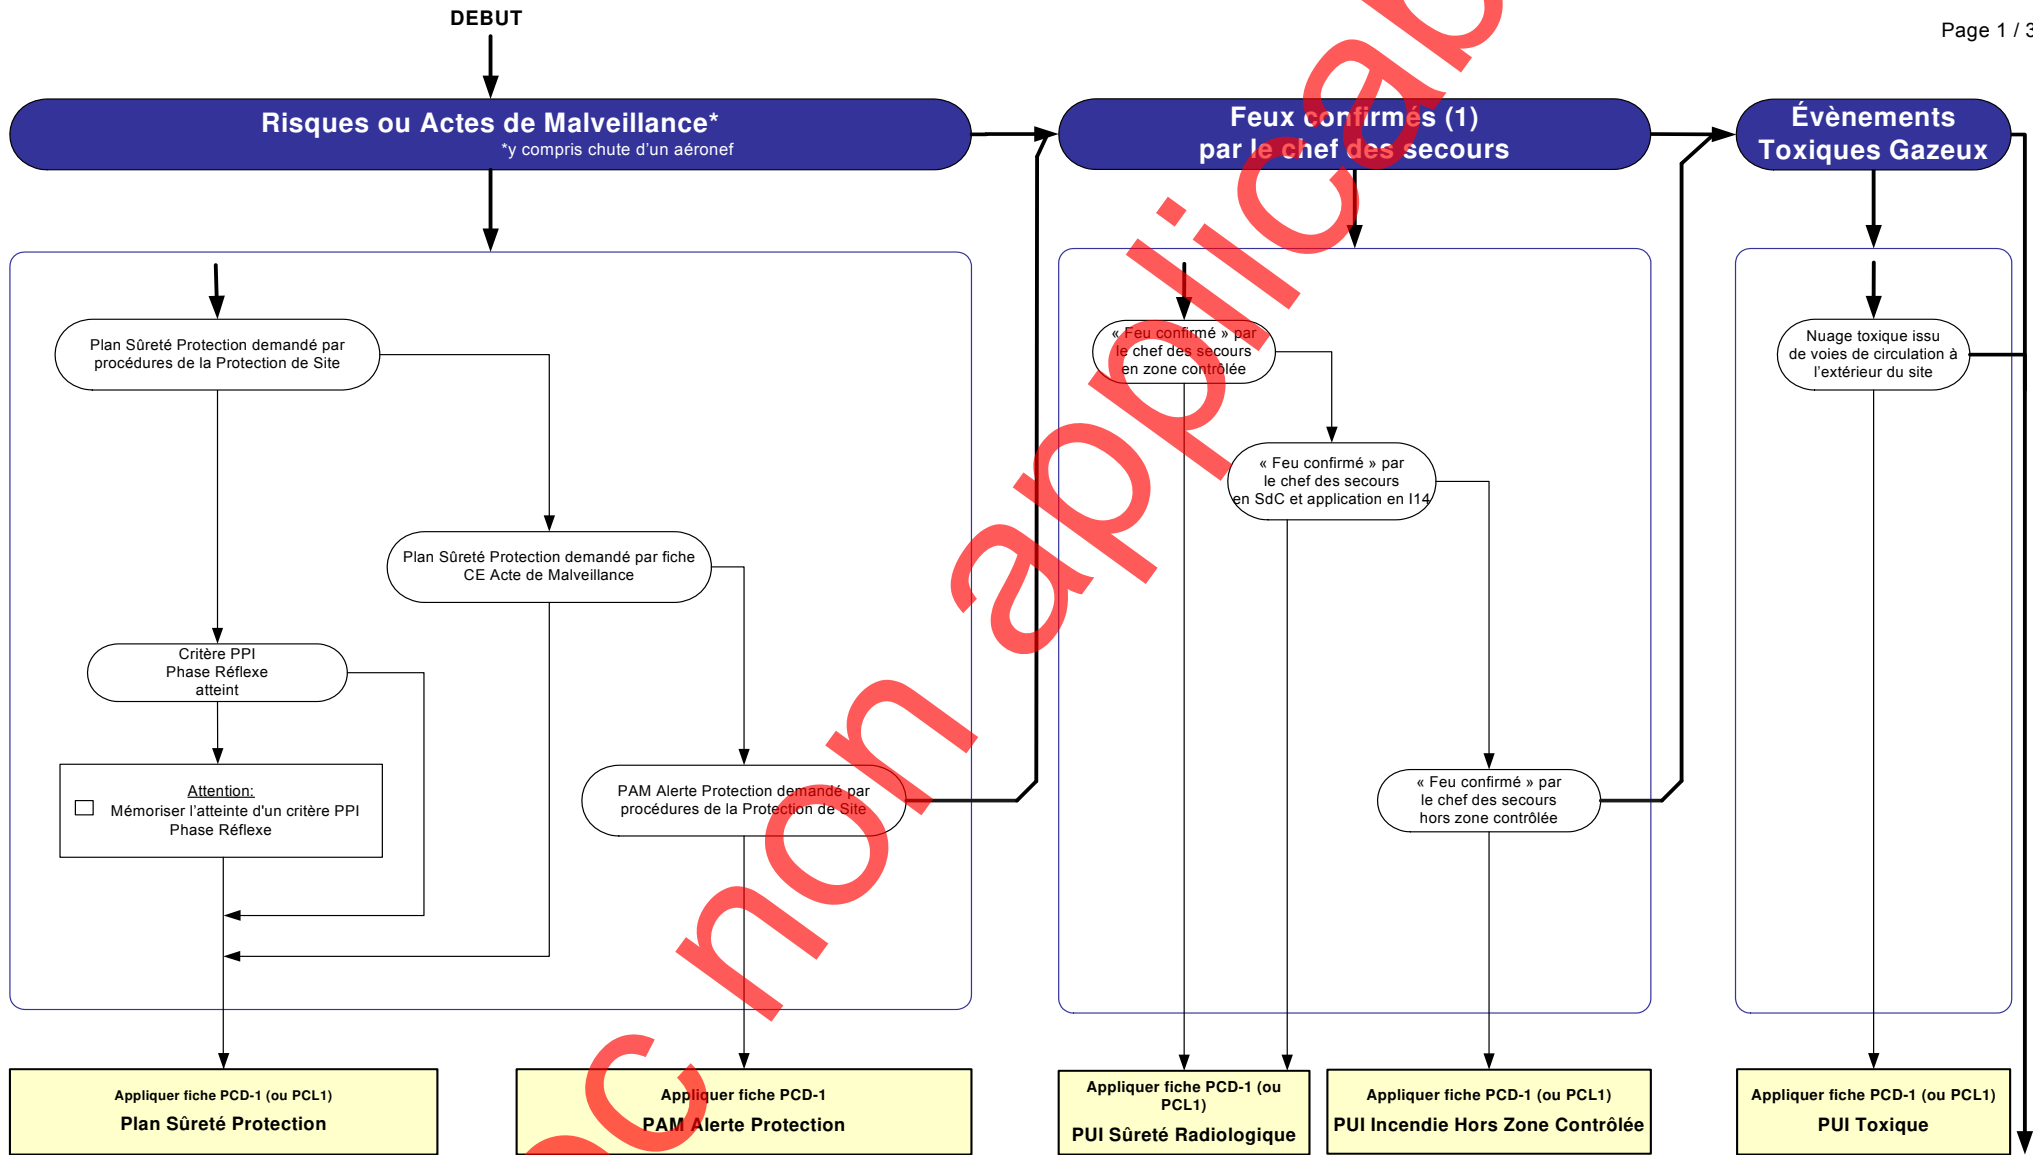 DEBUT
Page 1 / 3
Risques ou Actes de Malveillance*
*y compris chute d'un aéronef
Feux confirmés (1)
par le chef des secours
Évènements
Toxiques Gazeux
Plan Sûreté Protection demandé par
procédures de la Protection de Site
Plan Sûreté Protection demandé par fiche
CE Acte de Malveillance
Critère PPI
Phase Réflexe
atteint
Attention:
Mémoriser l'atteinte d'un critère PPI
Phase Réflexe
PAM Alerte Protection demandé par
procédures de la Protection de Site
« Feu confirmé » par
le chef des secours
en zone contrôlée
« Feu confirmé » par
le chef des secours
en SdC et application en I14
« Feu confirmé » par
le chef des secours
hors zone contrôlée
Nuage toxique issu
de voies de circulation à
l'extérieur du site
Appliquer fiche PCD-1 (ou PCL1)
Plan Sûreté Protection
Appliquer fiche PCD-1
PAM Alerte Protection
Appliquer fiche PCD-1 (ou
PCL1)
PUI Sûreté Radiologique
Appliquer fiche PCD-1 (ou PCL1)
PUI Incendie Hors Zone Contrôlée
Appliquer fiche PCD-1 (ou PCL1)
PUI Toxique
non